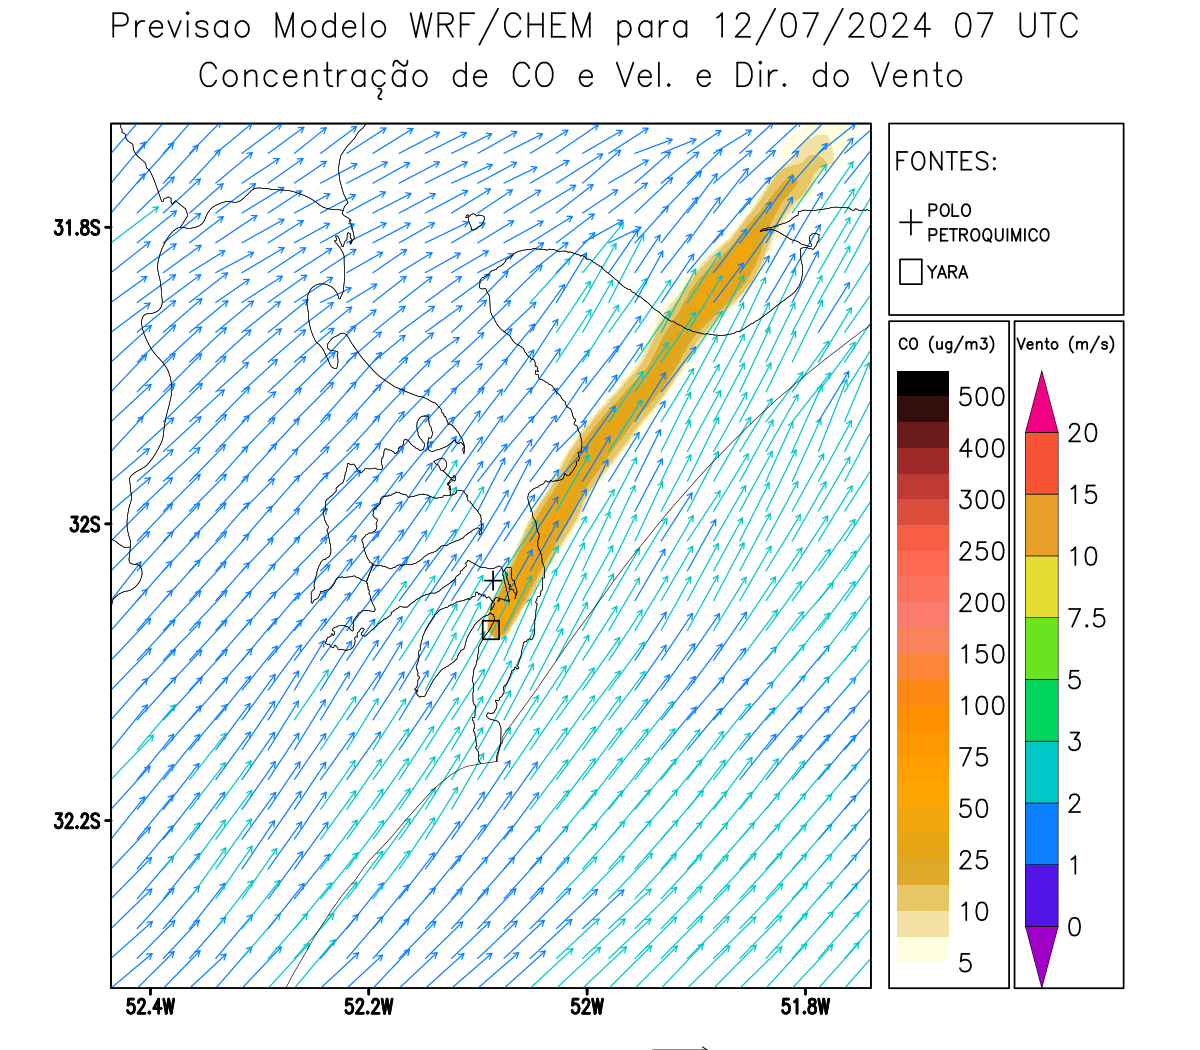 Previsao Modelo WRF/CHEM para 12/07/2024 07 UTC
Concentração de CO e Vel. e Dir. do Vento
FONTES:
POLO
PETROQUIMICO
YARA
CO (ug/m3)
500
400
300
250
200
150
100
75
50
25
10
5
Vento (m/s)
20
15
10
7.5
5
3
2
1
0
31.8S
32S
32.2S
52.4W
52.2W
52W
51.8W